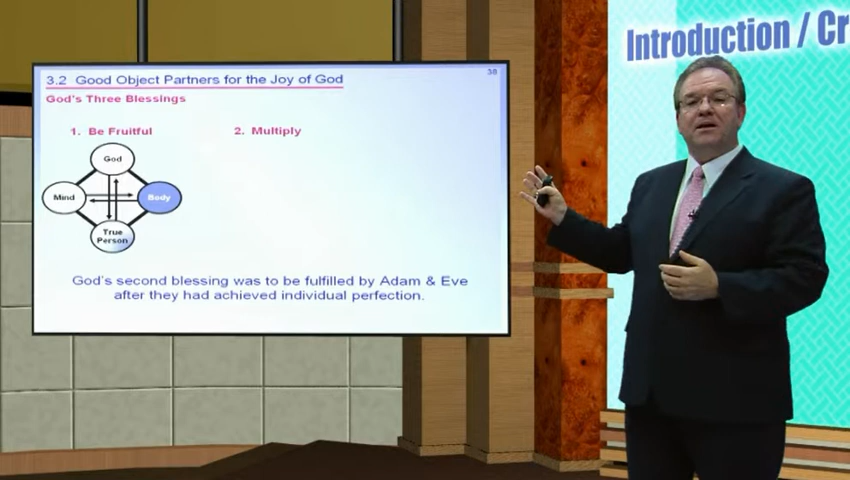 Introduction / Cr
3.2 Good Object Partners for the Joy of God
38
God's Three Blessings
1. Be Fruitful
2. Multiply
God
Mind
Body
True
Person
God's second blessing was to be fulfilled by Adam & Eve
after they had achieved individual perfection.